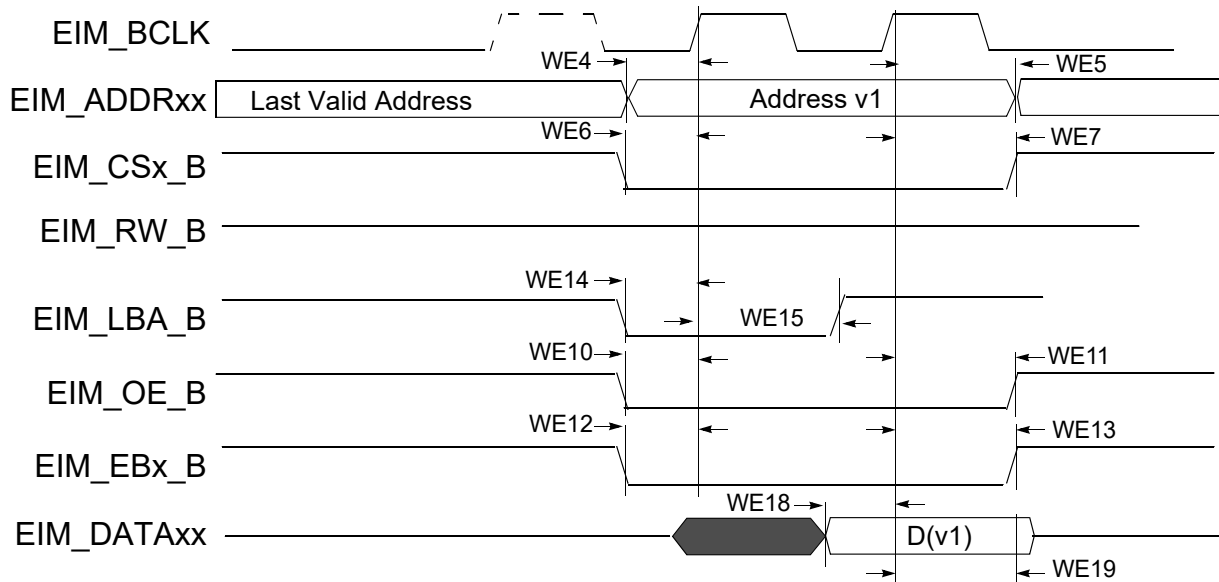 EIM_BCLK
WE4
WE5
EIM_ADDRxx
Last Valid Address
Address v1
WE6
WE7
EIM_CSx_B
EIM_RW_B
WE14
EIM_LBA_B
WE15
WE10
WE11
EIM_OE_B
WE12
WE13
EIM_EBx_B
WE18
EIM_DATAxx
D(v1)
WE19